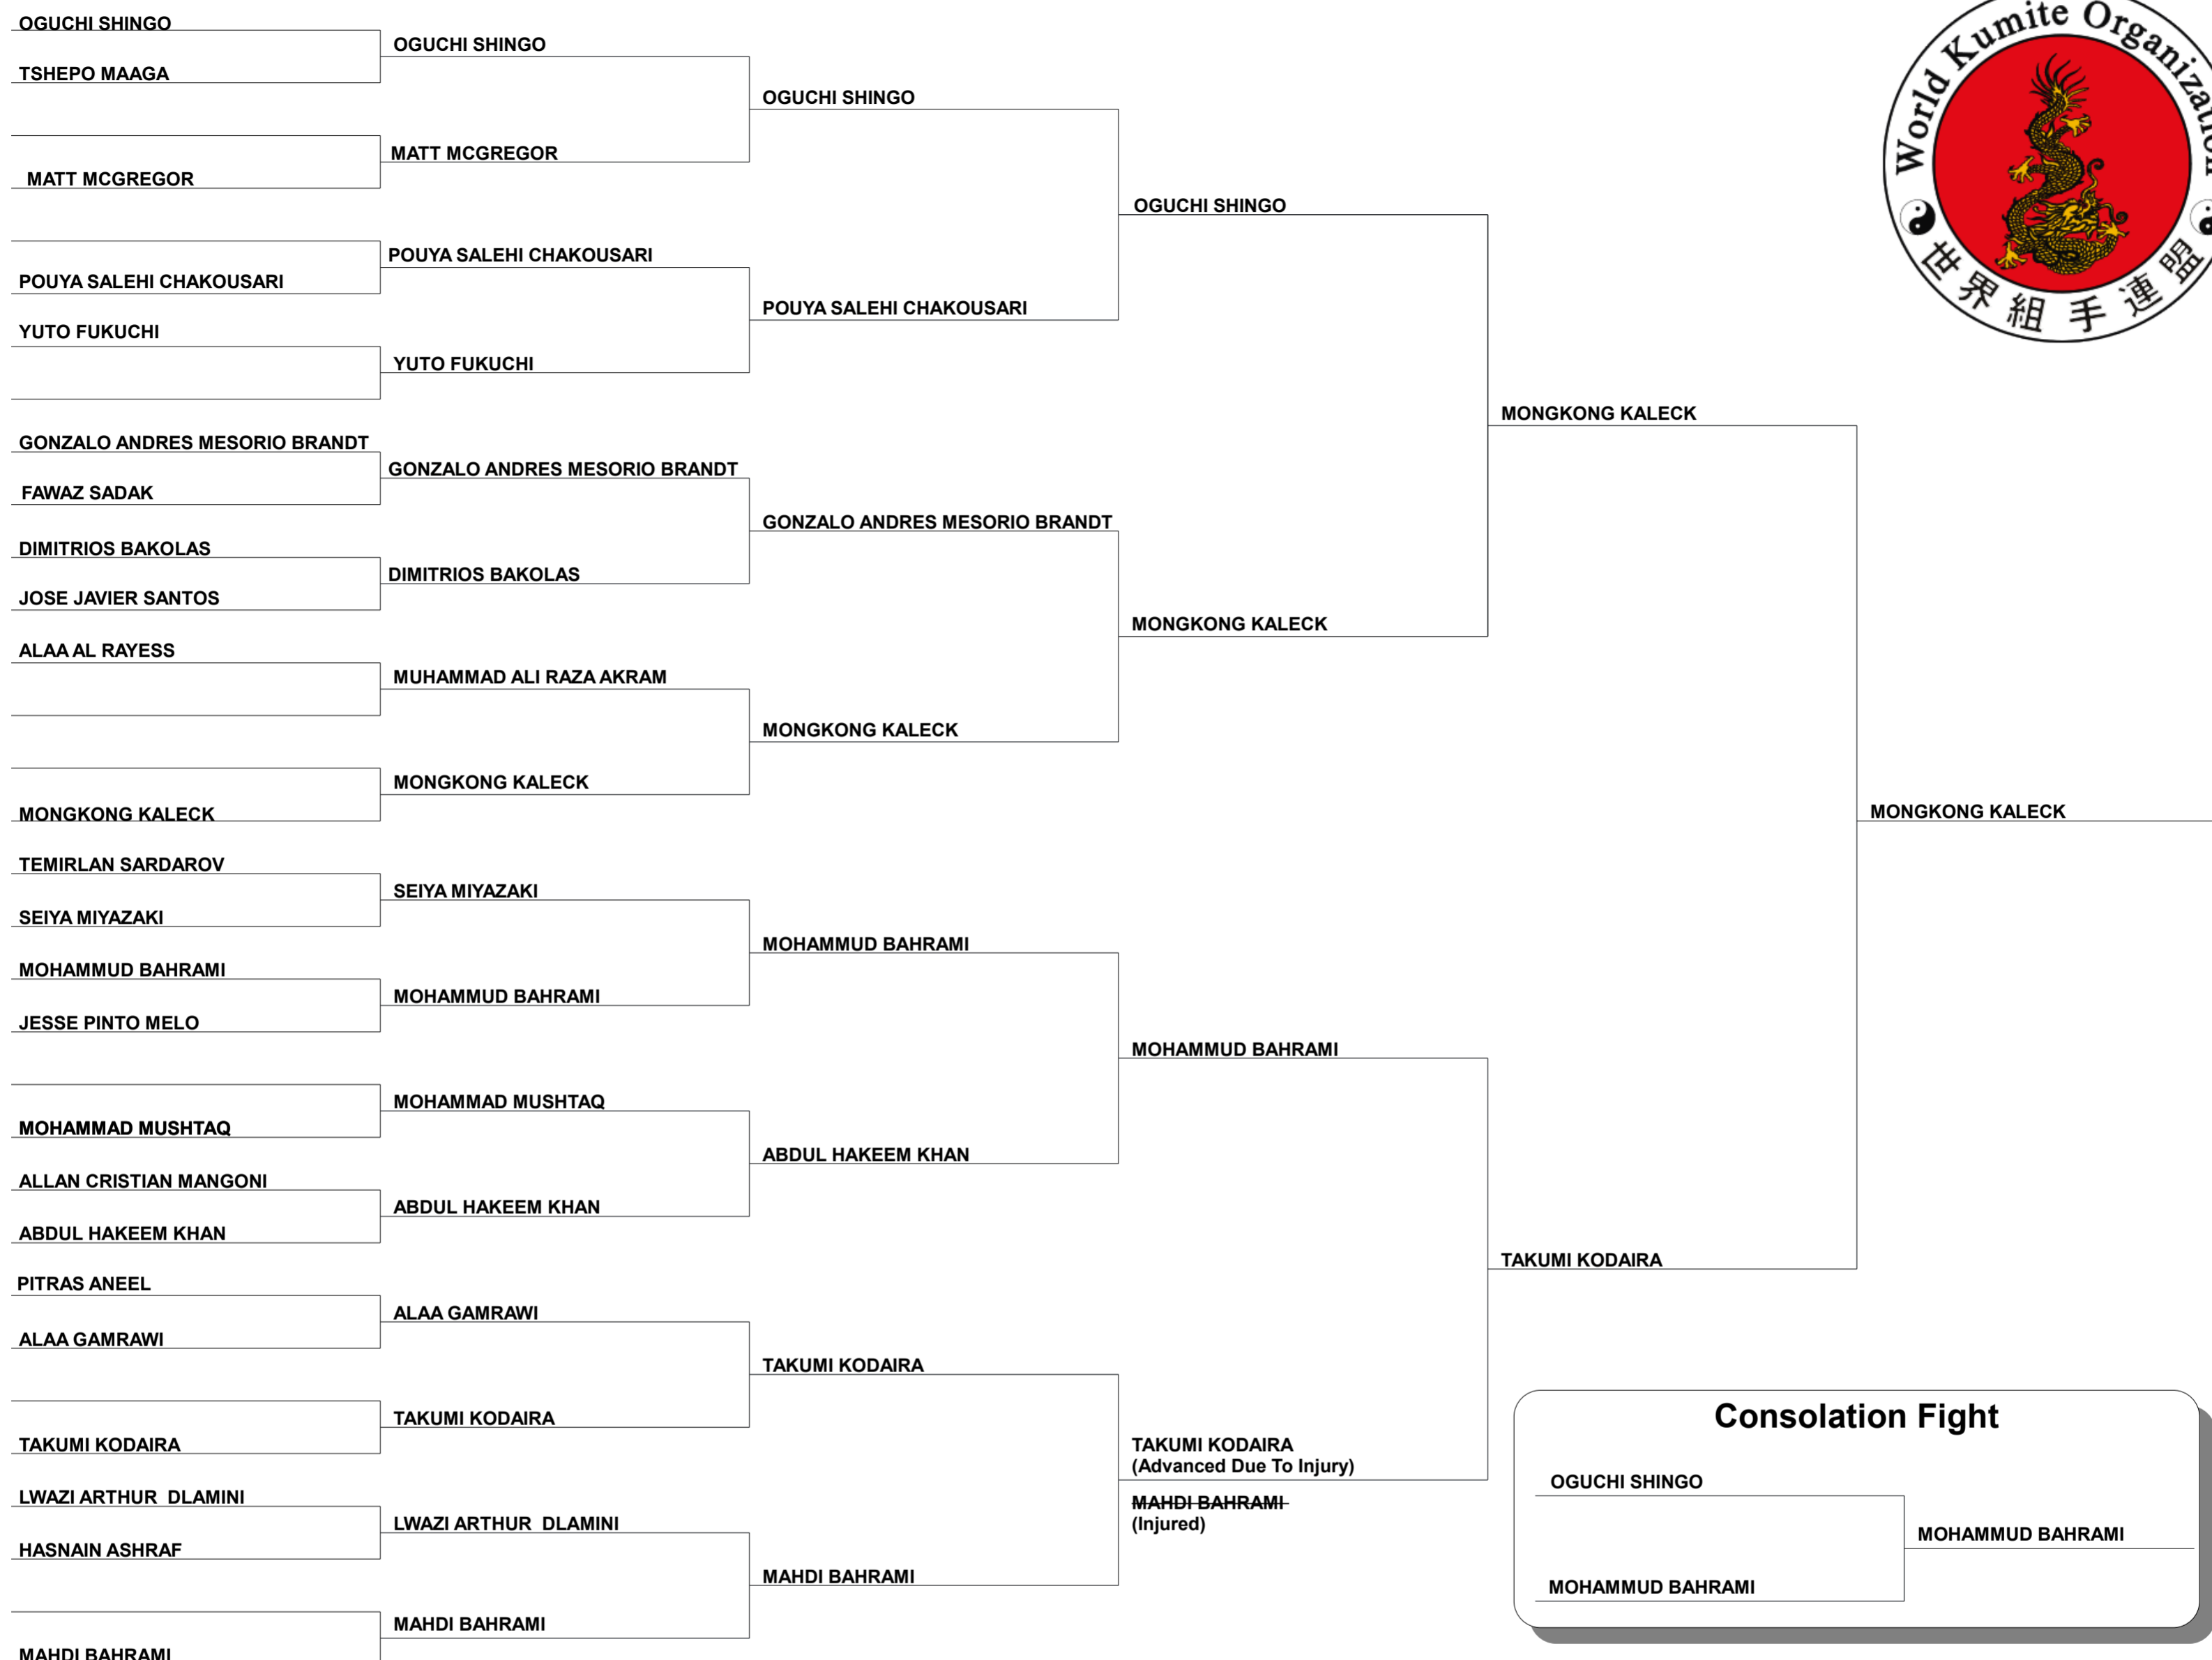 OGUCHI SHINGO
TSHEPO MAAGA
MATT MCGREGOR
POUYA SALEHI CHAKOUSARI
YUTO FUKUCHI
GONZALO ANDRES MESORIO BRANDT
FAWAZ SADAK
DIMITRIOS BAKOLAS
JOSE JAVIER SANTOS
ALAA AL RAYESS
MONGKONG KALECK
TEMIRLAN SARDAROV
SEIYA MIYAZAKI
MOHAMMUD BAHRAMI
JESSE PINTO MELO
MOHAMMAD MUSHTAQ
ALLAN CRISTIAN MANGONI
ABDUL HAKEEM KHAN
PITRAS ANEEL
ALAA GAMRAWI
TAKUMI KODAIRA
LWAZI ARTHUR  DLAMINI
HASNAIN ASHRAF
MAHDI BAHRAMI
OGUCHI SHINGO
MATT MCGREGOR
POUYA SALEHI CHAKOUSARI
YUTO FUKUCHI
GONZALO ANDRES MESORIO BRANDT
DIMITRIOS BAKOLAS
MUHAMMAD ALI RAZA AKRAM
MONGKONG KALECK
SEIYA MIYAZAKI
MOHAMMUD BAHRAMI
MOHAMMAD MUSHTAQ
ABDUL HAKEEM KHAN
ALAA GAMRAWI
TAKUMI KODAIRA
LWAZI ARTHUR  DLAMINI
MAHDI BAHRAMI
OGUCHI SHINGO
POUYA SALEHI CHAKOUSARI
GONZALO ANDRES MESORIO BRANDT
MONGKONG KALECK
MOHAMMUD BAHRAMI
ABDUL HAKEEM KHAN
TAKUMI KODAIRA
MAHDI BAHRAMI
OGUCHI SHINGO
MONGKONG KALECK
MOHAMMUD BAHRAMI
TAKUMI KODAIRA
(Advanced Due To Injury)
MAHDI BAHRAMI
(Injured)
MONGKONG KALECK
TAKUMI KODAIRA
MONGKONG KALECK
World Kumite Organization
世界組手連盟
Consolation Fight
OGUCHI SHINGO
MOHAMMUD BAHRAMI
MOHAMMUD BAHRAMI